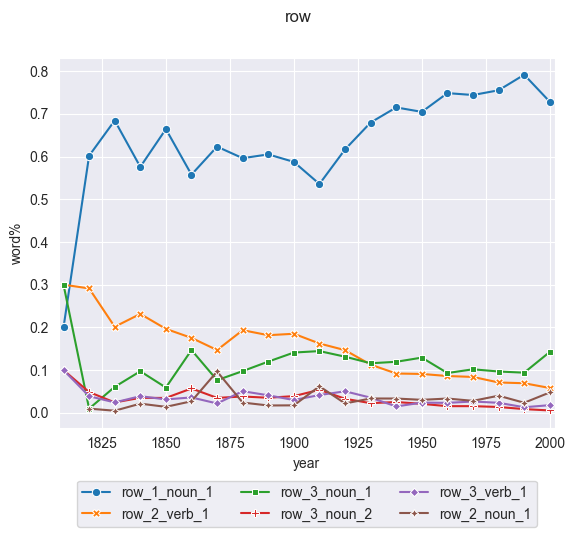 row
0.8
0.7
0.6
0.5
0.4
0.3
0.2
0.1
0.0
word%
1825 1850 1875 1900 1925 1950 1975 2000
year
row_1_noun_1 row_3_noun_1 row_3_verb_1
row_2_verb_1 row_3_noun_2 row_2_noun_1